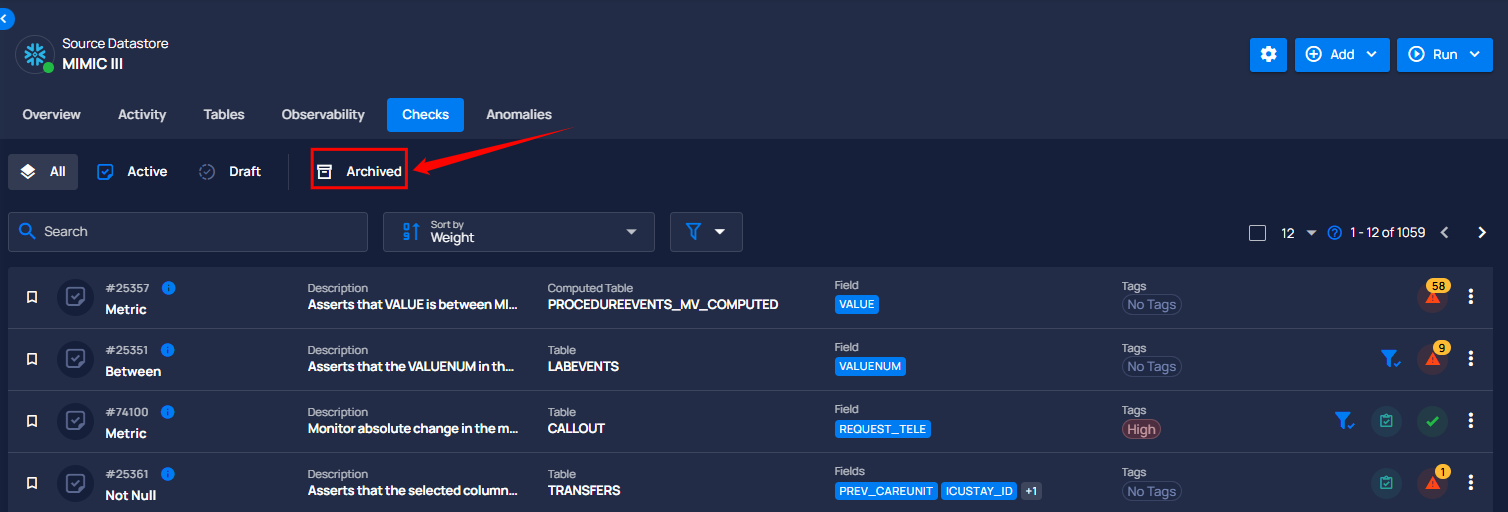 Source Datastore
MIMIC III
Add
Run
Overview Activity Tables Observability Checks Anomalies
All Active Draft Archived
Search
Sort by
Weight
12 1 - 12 of 1059
#25357
Metric
Description
Asserts that VALUE is between MI...
Computed Table
PROCEDUREEVENTS_MV_COMPUTED
Field
VALUE
Tags
No Tags
58
#25351
Between
Description
Asserts that the VALUENUM in th...
Table
LABEVENTS
Field
VALUENUM
Tags
No Tags
9
#74100
Metric
Description
Monitor absolute change in the m...
Table
CALLOUT
Field
REQUEST_TELE
Tags
High
#25361
Not Null
Description
Asserts that the selected column...
Table
TRANSFERS
Fields
PREV_CAREUNIT ICUSTAY_ID +1
Tags
No Tags
1